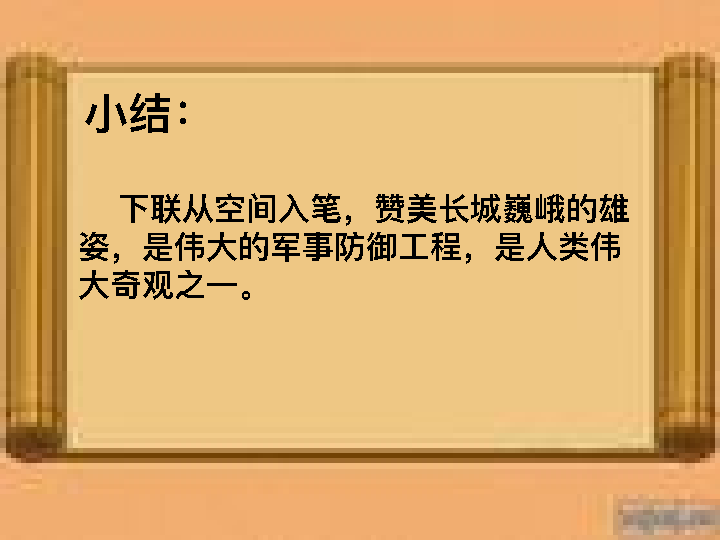 小结：
下联从空间入笔，赞美长城巍峨的雄
姿，是伟大的军事防御工程，是人类伟
大奇观之一。